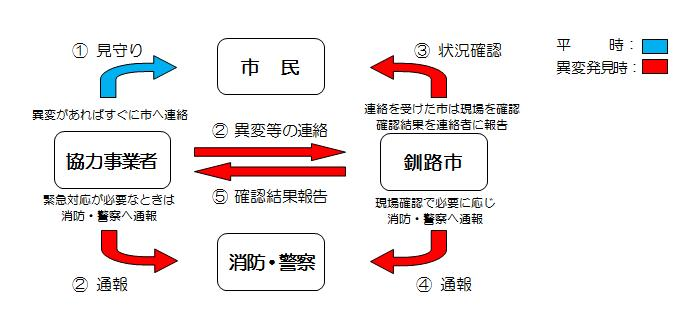 ① 見守り
市　民
③ 状況確認
平　　時：
異変発見時：
異変があればすぐに市へ連絡
連絡を受けた市は現場を確認
確認結果を連絡者に報告
② 異変等の連絡
協力事業者
釧路市
⑤ 確認結果報告
緊急対応が必要なときは
消防・警察へ通報
現場確認で必要に応じ
消防・警察へ通報
消防・警察
② 通報
④ 通報